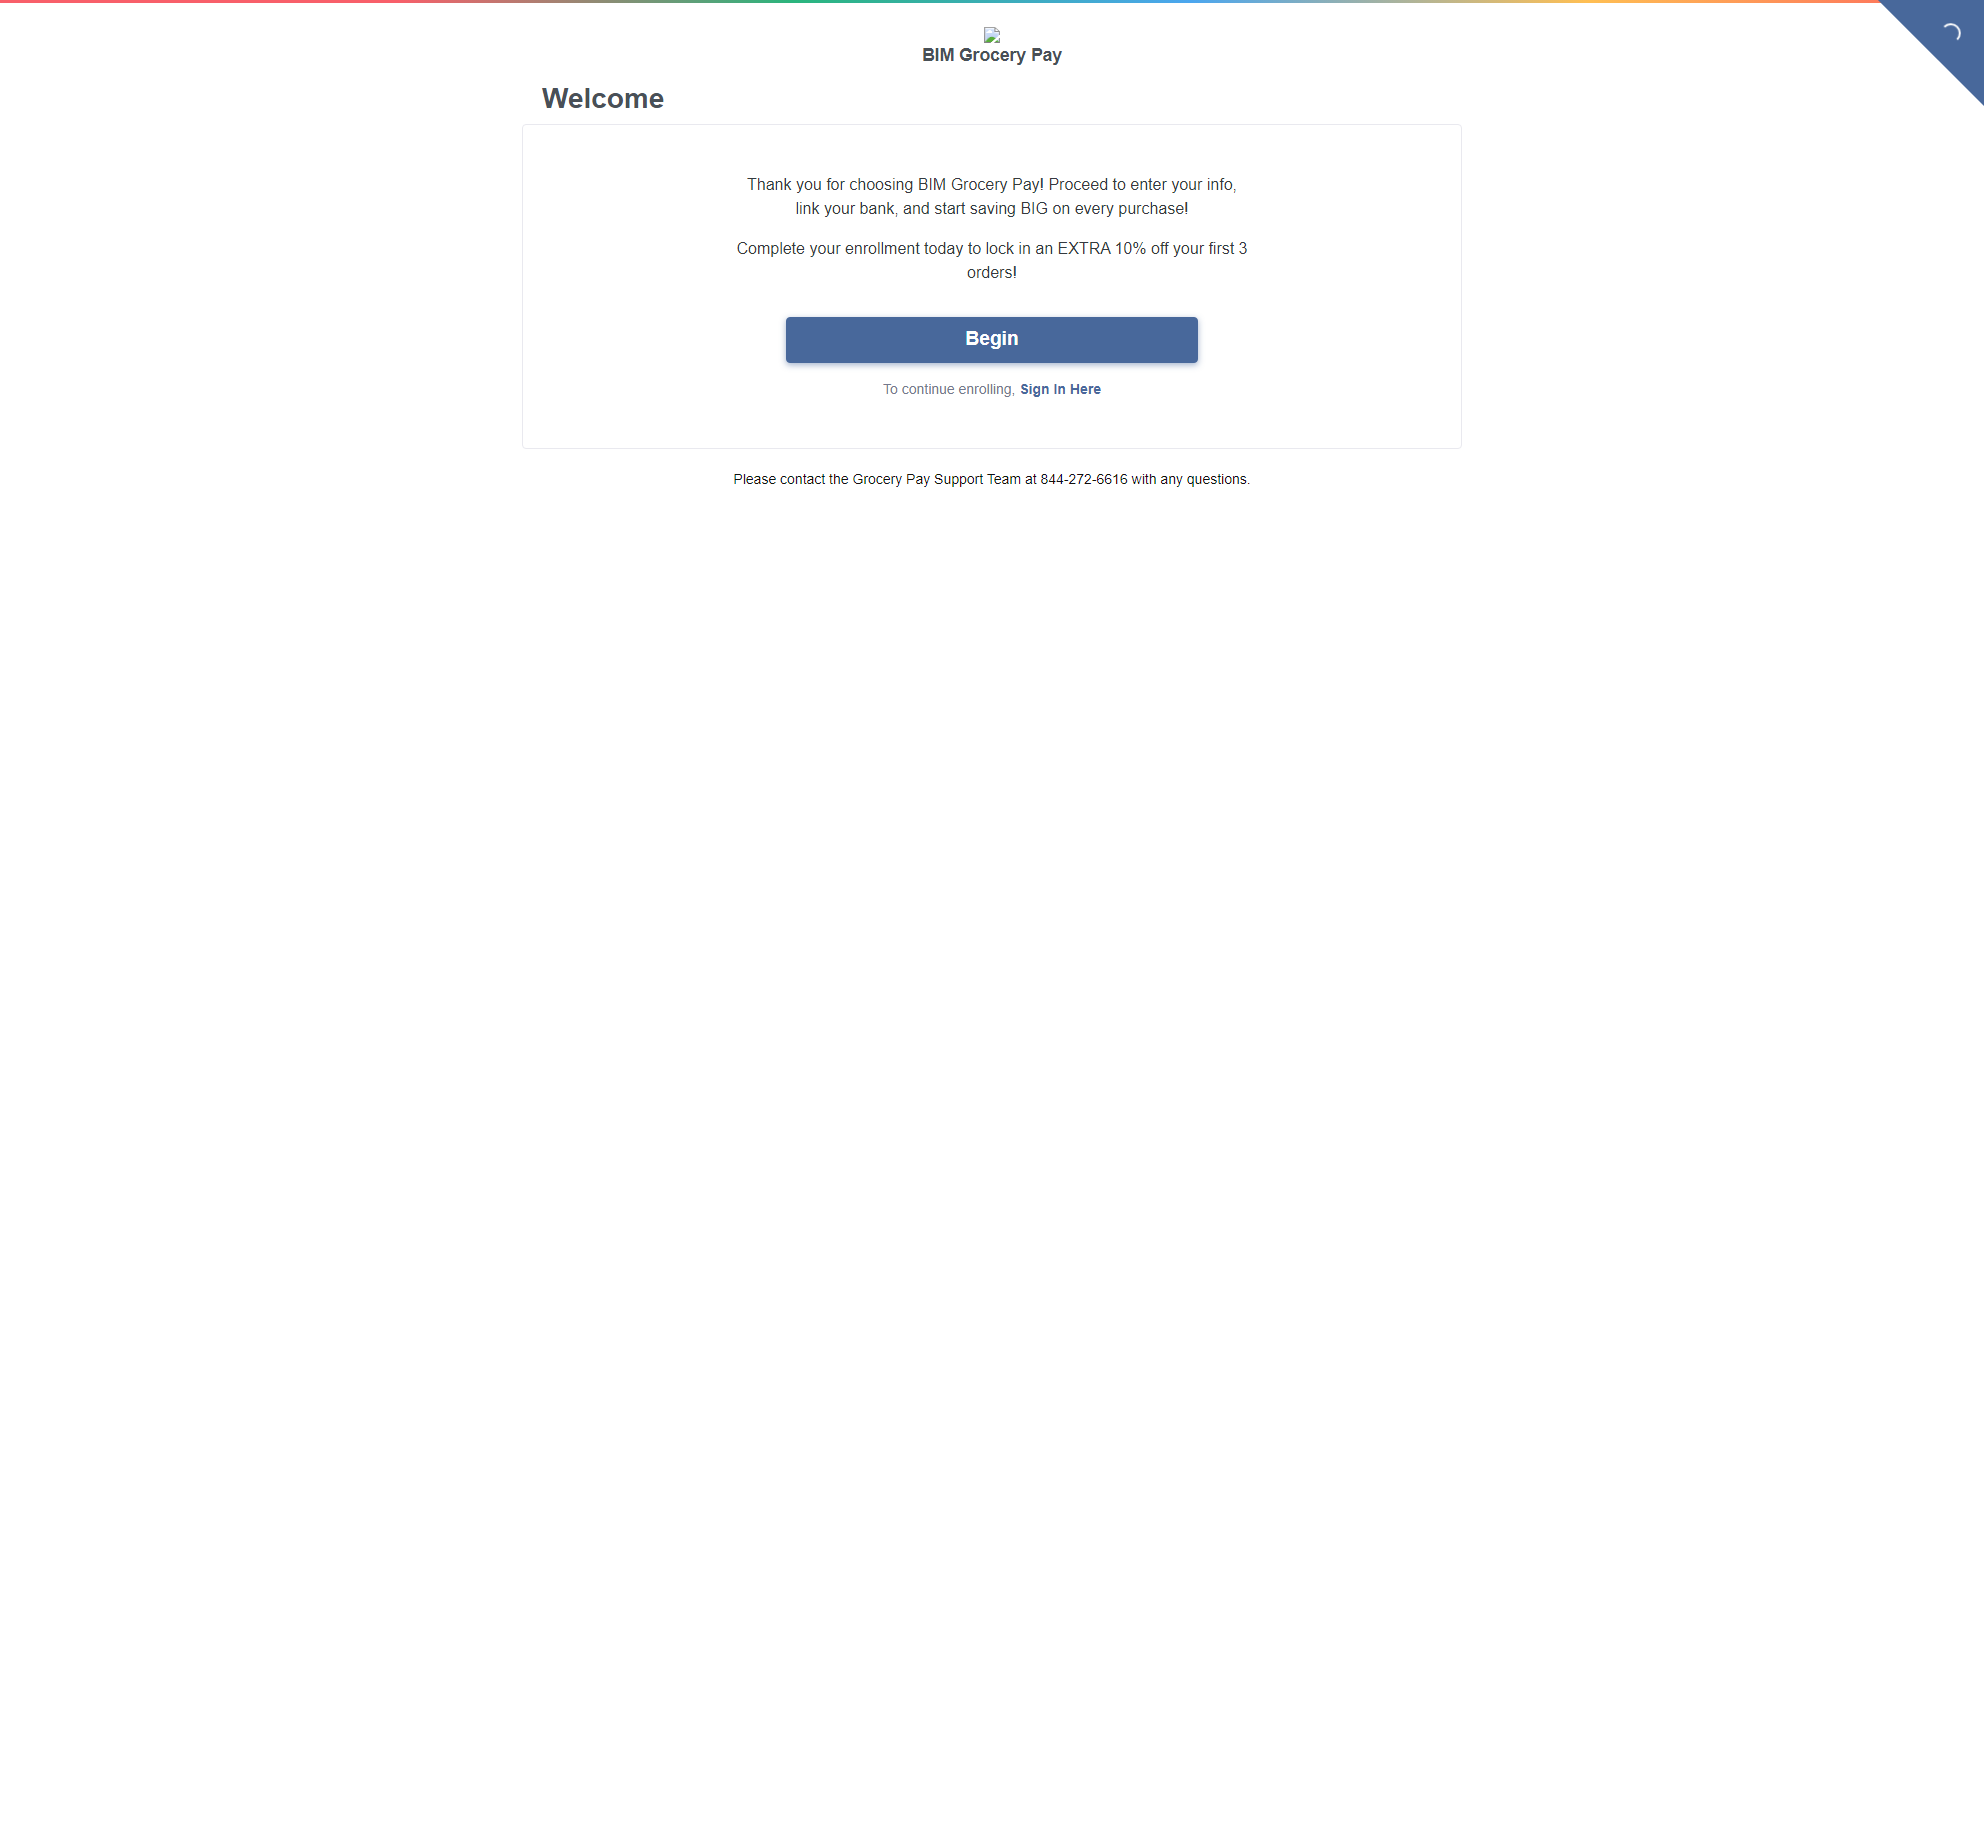 BIM Grocery Pay
Welcome
Thank you for choosing BIM Grocery Pay! Proceed to enter your info,
link your bank, and start saving BIG on every purchase!
Complete your enrollment today to lock in an EXTRA 10% off your first 3
orders!
Begin
To continue enrolling, Sign In Here
Please contact the Grocery Pay Support Team at 844-272-6616 with any questions.